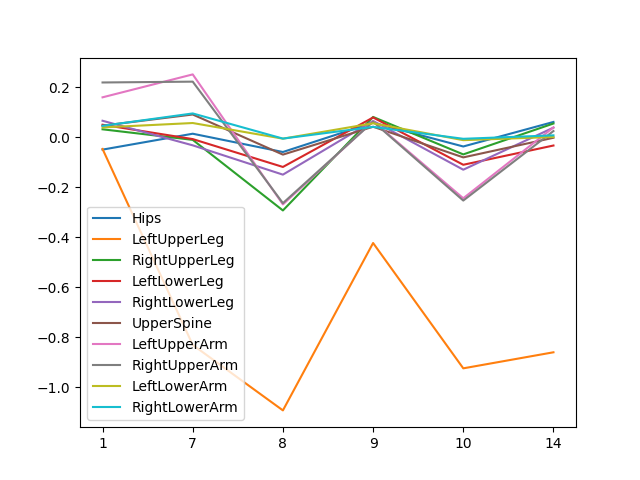 0.2
0.0
−0.2
−0.4
−0.6
−0.8
−1.0
Hips
LeftUpperLeg
RightUpperLeg
LeftLowerLeg
RightLowerLeg
UpperSpine
LeftUpperArm
RightUpperArm
LeftLowerArm
RightLowerArm
1 7 8 9 10 14